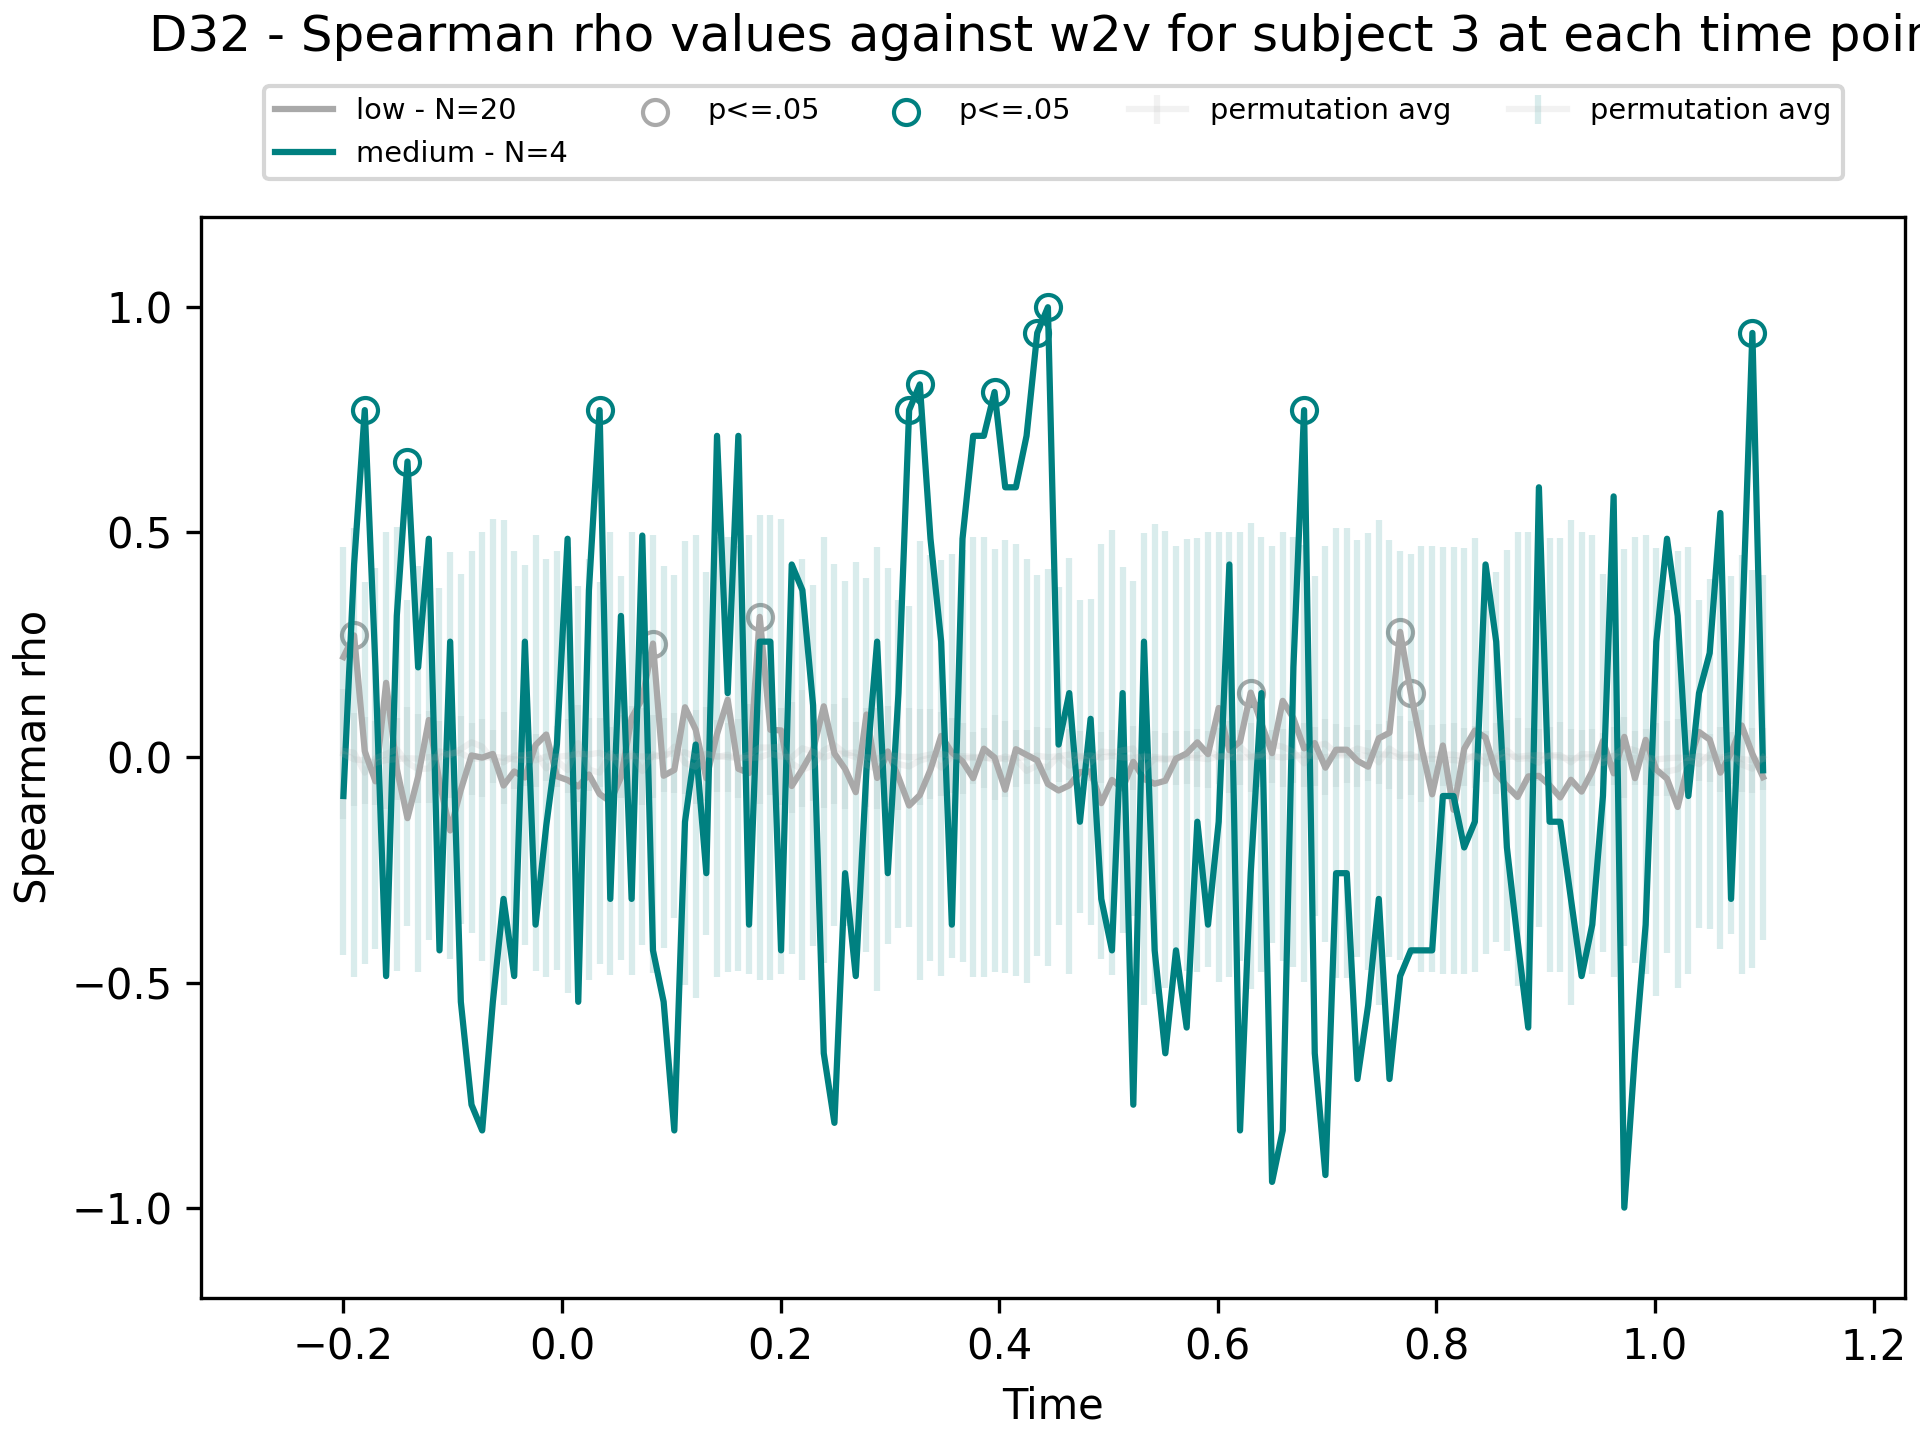 D32 - Spearman rho values against w2v for subject 3 at each time poin
low - N=20
medium - N=4
p<=.05
p<=.05
permutation avg
permutation avg
Spearman rho
1.0
0.5
0.0
−0.5
−1.0
−0.2 0.0 0.2 0.4 0.6 0.8 1.0 1.2
Time